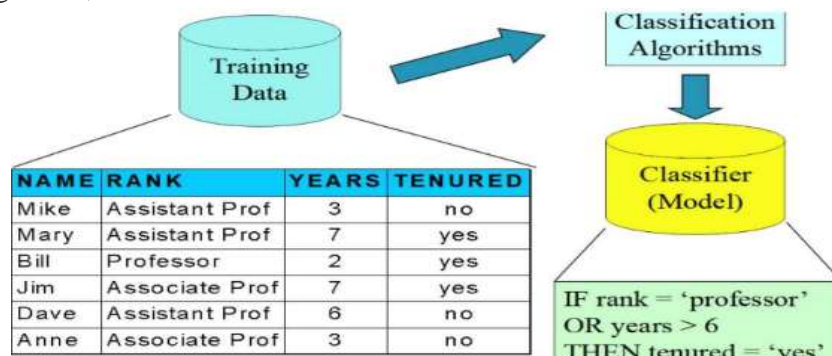 Classification
Algorithms
Training
Data
NAME RANK YEARS TENURED
Mike Assistant Prof 3 no
Mary Assistant Prof 7 yes
Bill Professor 2 yes
Jim Associate Prof 7 yes
Dave Assistant Prof 6 no
Anne Associate Prof 3 no
Classifier
(Model)
IF rank = ‘professor’
OR years > 6
THEN tenured = ‘yes’